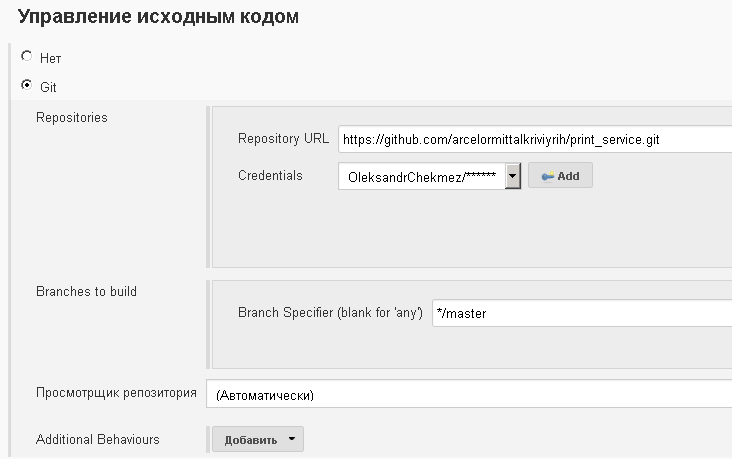 Управление исходным кодом
Нет
Git
Repositories
Repository URL https://github.com/arcelormittalkriviyrih/print_service.git
Credentials OleksandrChekmez/****** Add
Branches to build
Branch Specifier (blank for 'any') */master
Просмотрщик репозитория (Автоматически)
Additional Behaviours Добавить